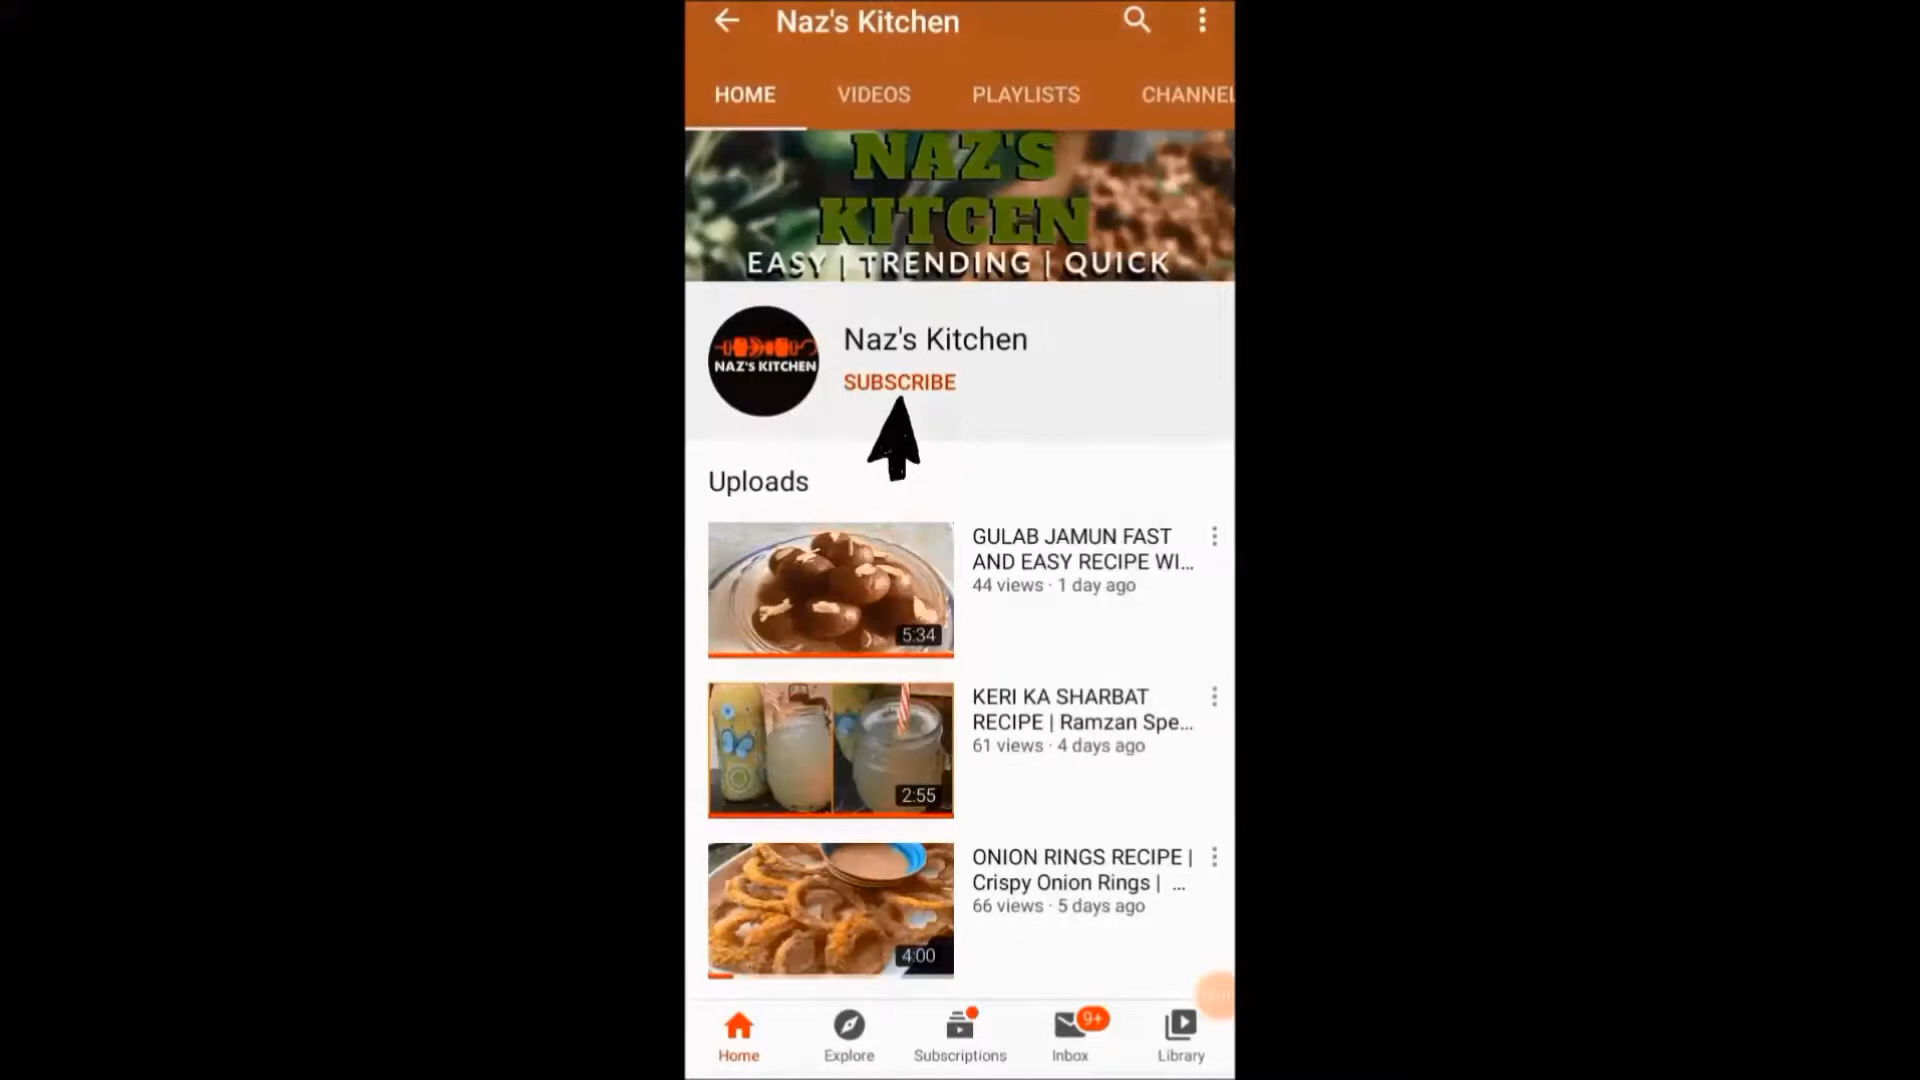 Naz's Kitchen
HOME VIDEOS PLAYLISTS CHANNEL
NAZ'S
KITCEN
EASY | TRENDING | QUICK
NAZ'S KITCHEN
Naz's Kitchen
SUBSCRIBE
Uploads
GULAB JAMUN FAST
AND EASY RECIPE WI...
44 views · 1 day ago
5:34
KERI KA SHARBAT
RECIPE | Ramzan Spe...
61 views · 4 days ago
2:55
ONION RINGS RECIPE |
Crispy Onion Rings | ...
66 views · 5 days ago
4:00
9+
Home Explore Subscriptions Inbox Library